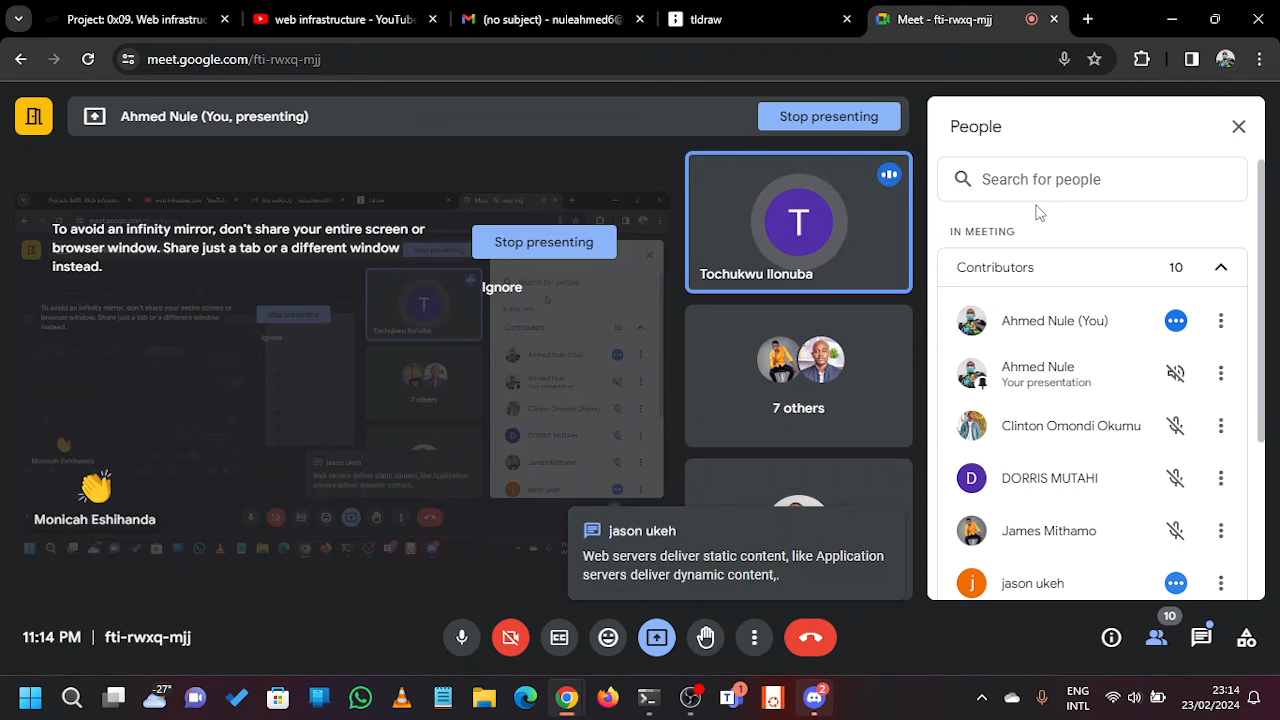 Project: 0x09. Web infrastruc
web infrastructure - YouTube
(no subject) - nuleahmed6@
Idraw
Meet - fti-rwxq-mjj
meet.google.com/fti-rwxq-mjj
Ahmed Nule (You, presenting)
Stop presenting
To avoid an infinity mirror, don't share your entire screen or
browser window. Share just a tab or a different window
instead.
Stop presenting
Ignore
T
Tochukwu Ilonuba
7 others
Monicah Eshihanda
jason ukeh
Web servers deliver static content, like Application
servers deliver dynamic content,.
People
Search for people
IN MEETING
Contributors 10
Ahmed Nule (You)
Ahmed Nule
Your presentation
Clinton Omondi Okumu
D DORRIS MUTAHI
James Mithamo
j jason ukeh
11:14 PM | fti-rwxq-mjj
10
-27°
1
2
ENG
INTL
23:14
23/02/2024